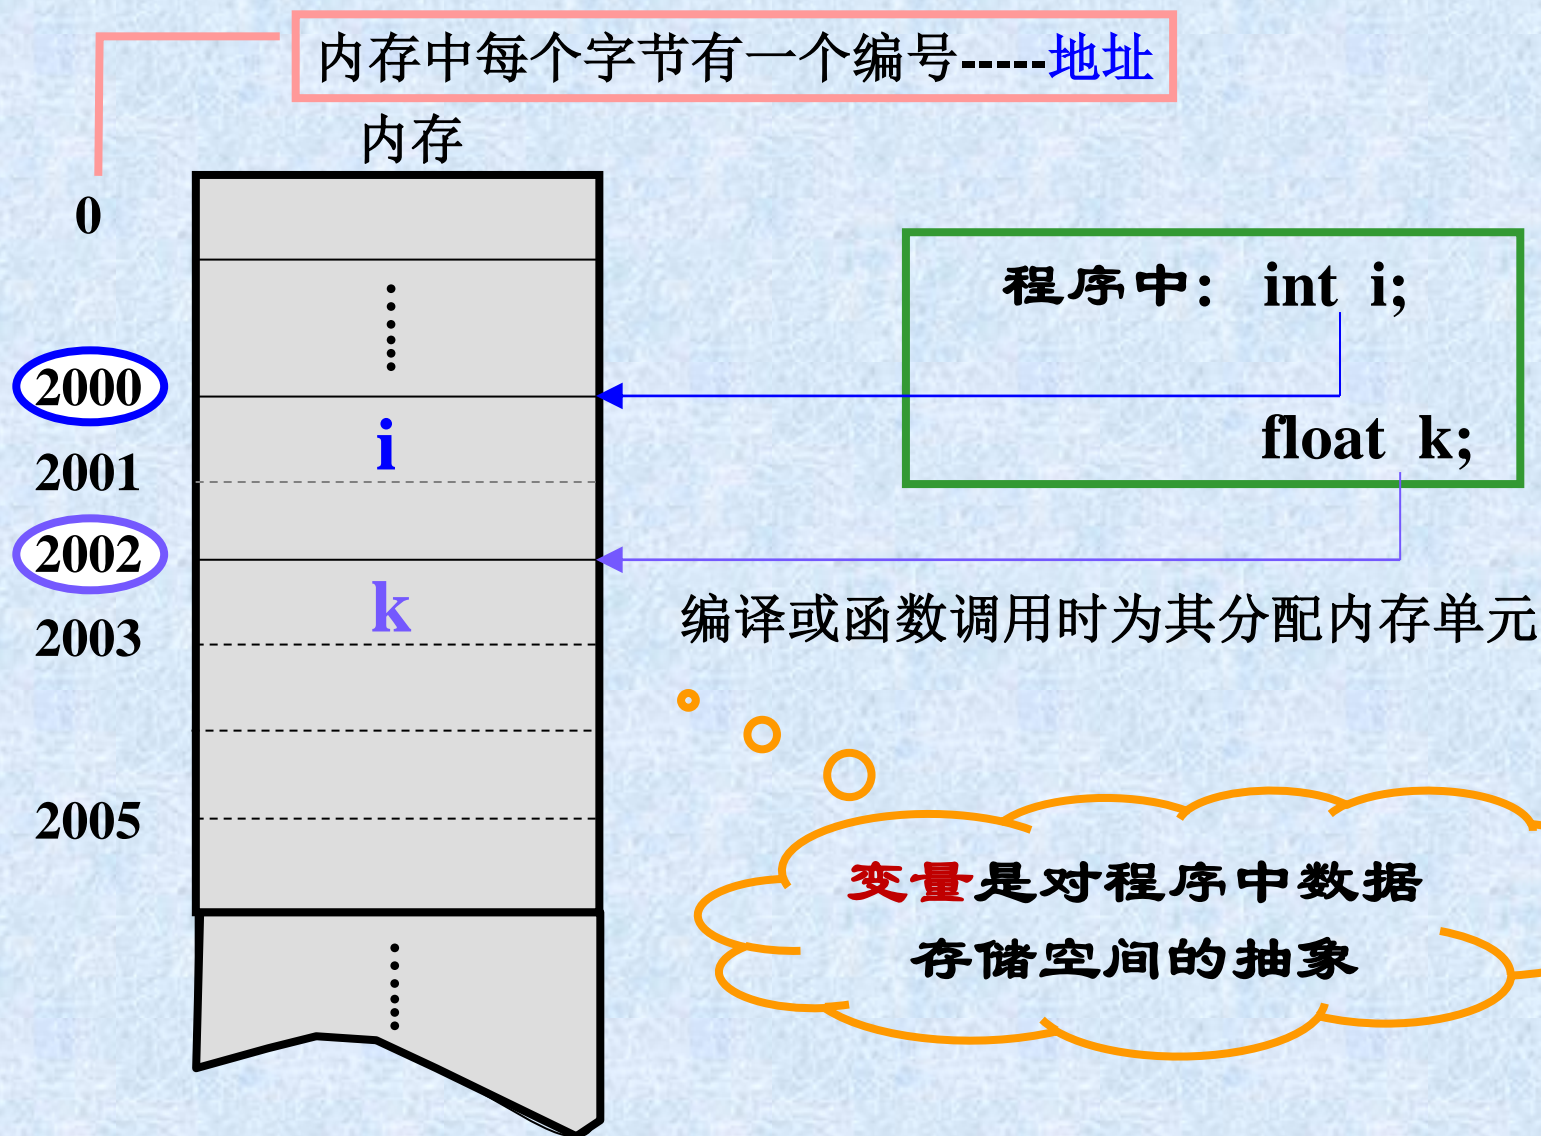 内存中每个字节有一个编号-----地址
内存
0
程序中: int i;
2000
i
float k;
2001
2002
k
编译或函数调用时为其分配内存单元
2003
2005
变量是对程序中数据
存储空间的抽象